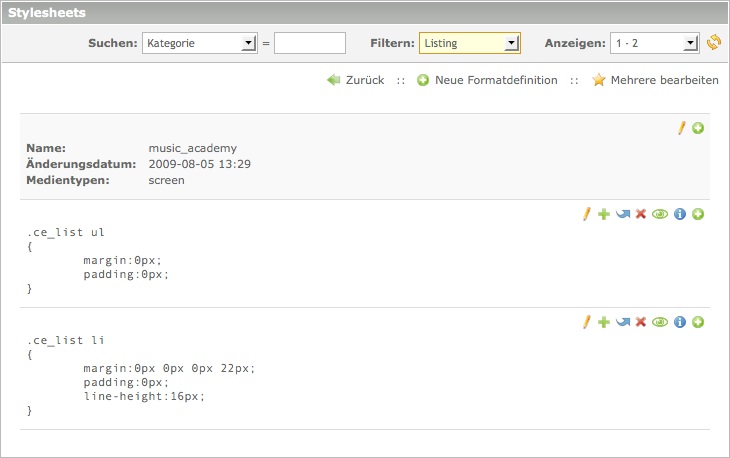 Stylesheets
Suchen: Kategorie = Filtern: Listing Anzeigen: 1 - 2
Zurück :: Neue Formatdefinition :: Mehrere bearbeiten
Name: music_academy
Änderungsdatum: 2009-08-05 13:29
Medientypen: screen
.ce_list ul
{
margin:0px;
padding:0px;
}
.ce_list li
{
margin:0px 0px 0px 22px;
padding:0px;
line-height:16px;
}